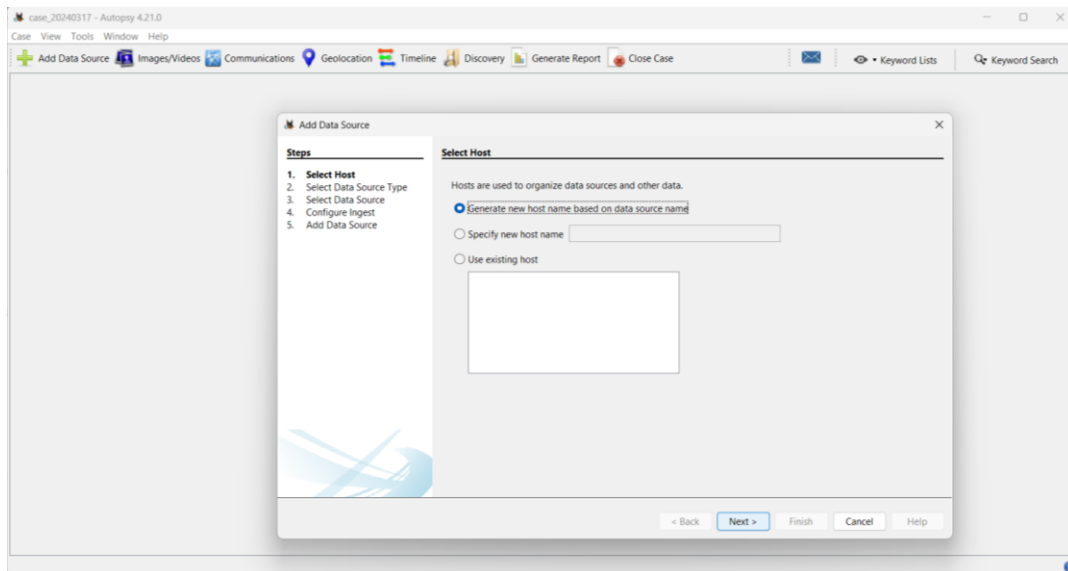 case_20240317 - Autopsy 4.21.0
Case View Tools Window Help
Add Data Source Images/Videos Communications Geolocation Timeline Discovery Generate Report Close Case Keyword Lists Keyword Search
Add Data Source
Steps
1. Select Host
2. Select Data Source Type
3. Select Data Source
4. Configure Ingest
5. Add Data Source
Select Host
Hosts are used to organize data sources and other data.
Generate new host name based on data source name
Specify new host name
Use existing host
< Back Next > Finish Cancel Help